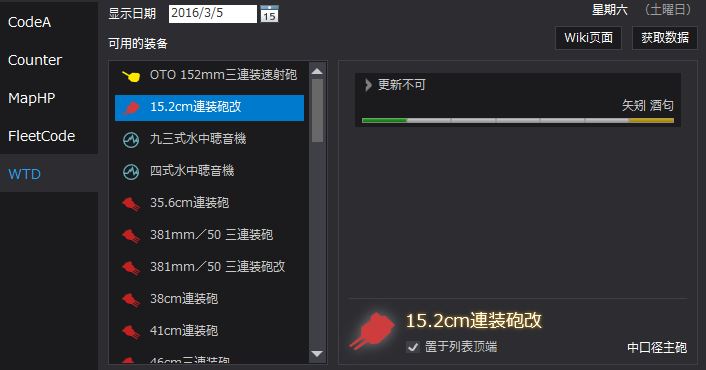 CodeA
Counter
MapHP
FleetCode
WTD
显示日期 2016/3/5 15
星期六 （土曜日）
Wiki页面 获取数据
可用的装备
OTO 152mm三連装速射砲
15.2cm連装砲改
九三式水中聴音機
四式水中聴音機
35.6cm連装砲
381mm／50 三連装砲
381mm／50 三連装砲改
38cm連装砲
41cm連装砲
46cm三連装砲
更新不可
矢矧 酒匂
15.2cm連装砲改
置于列表顶端
中口径主砲